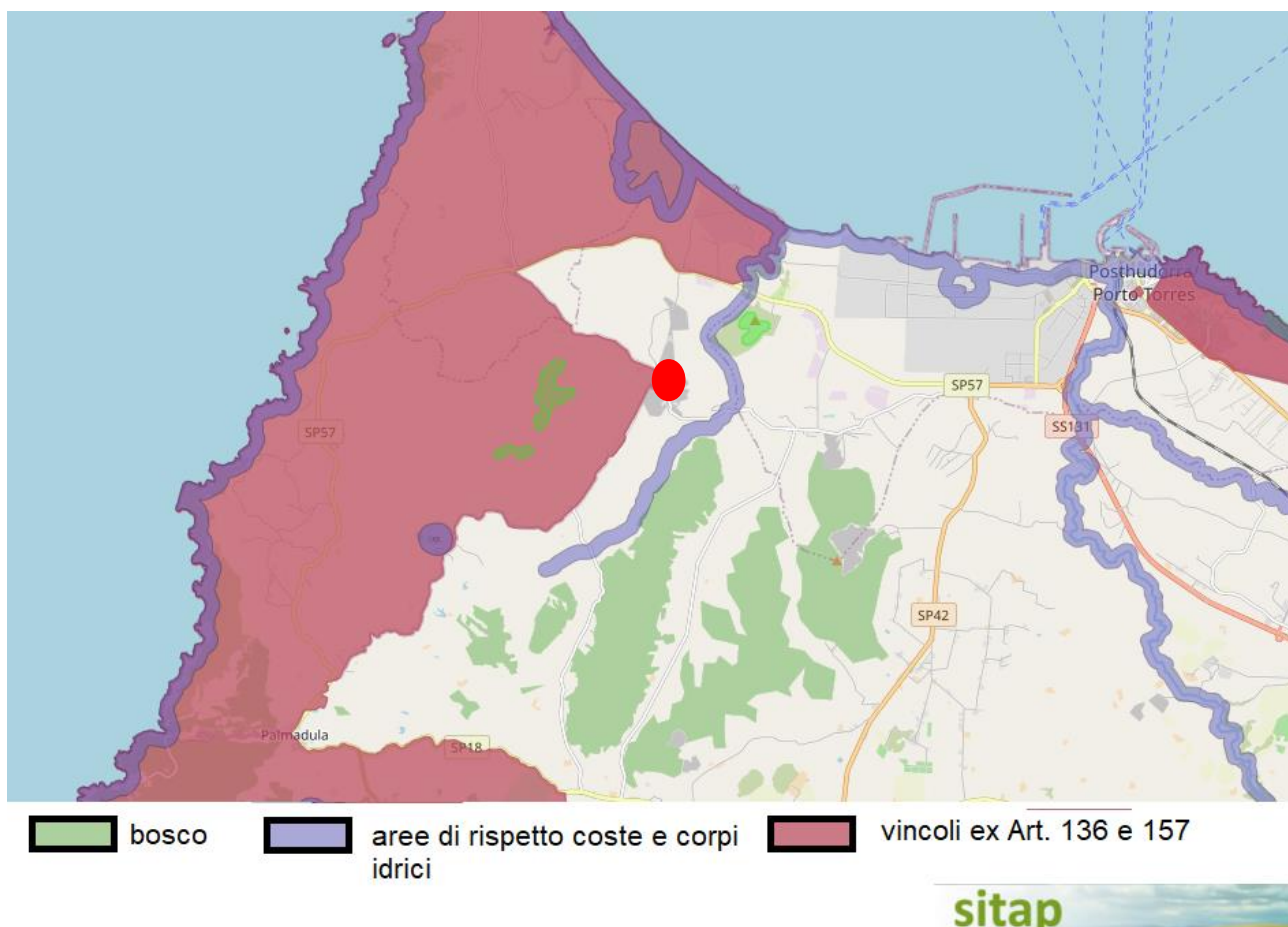 Posthudorra
Porto Torres
SP57
SP57
SS131
SP42
Palmadula
SP18
bosco
aree di rispetto coste e corpi
idrici
vincoli ex Art. 136 e 157
sitap